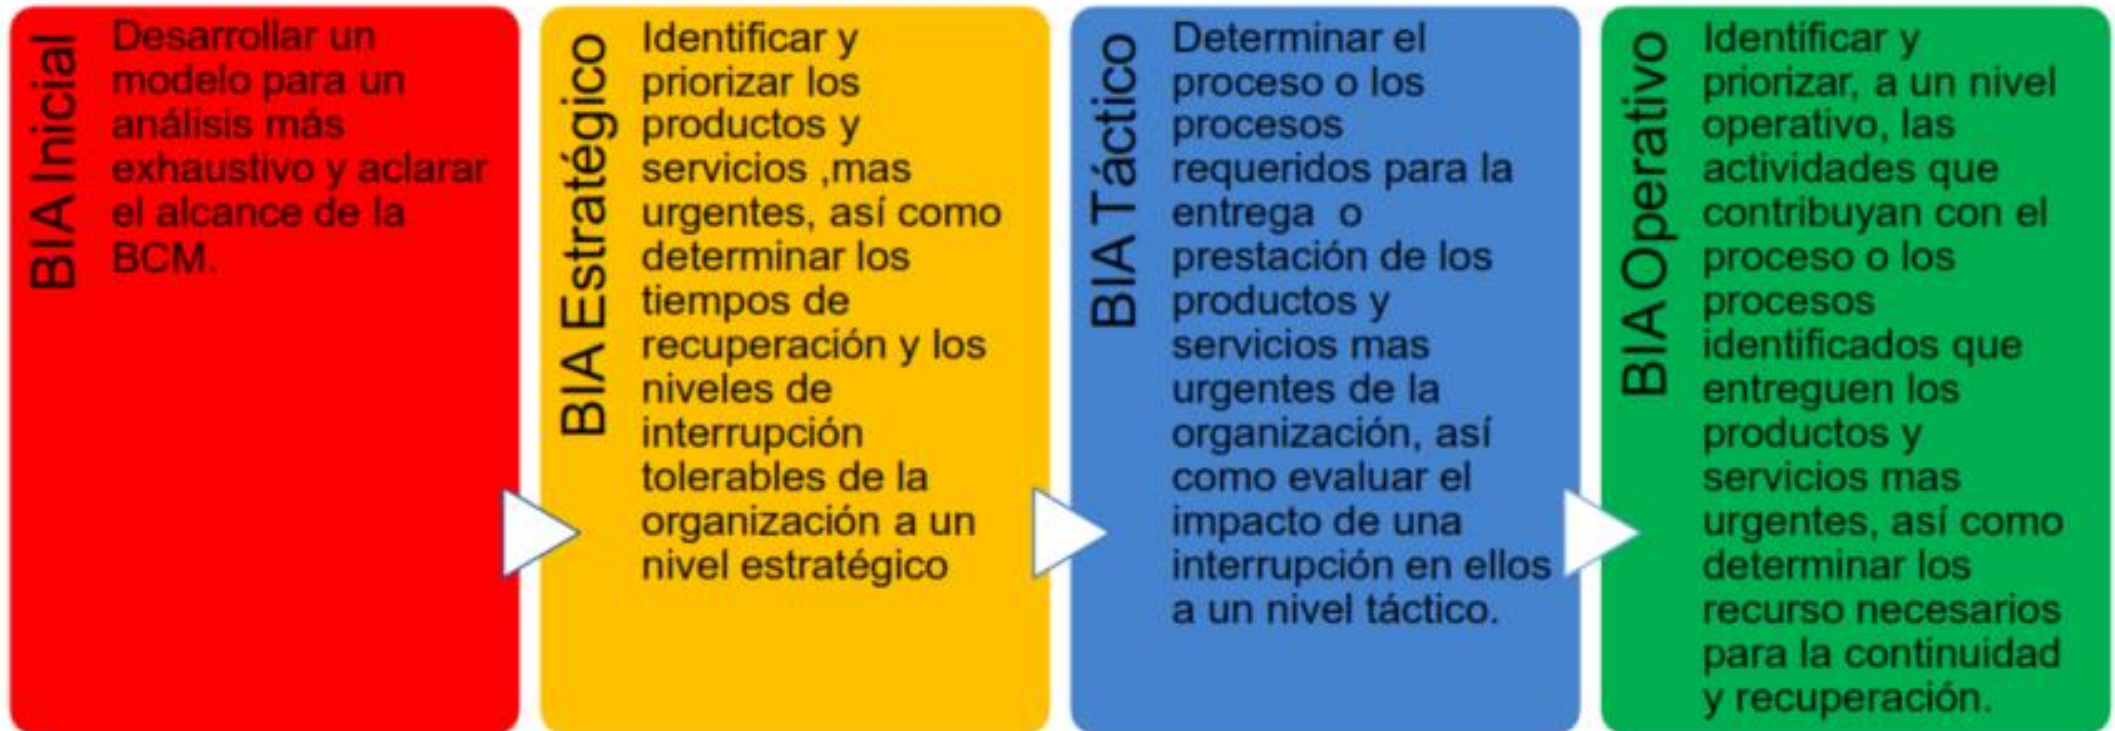 BIA Inicial
Desarrollar un
modelo para un
análisis más
exhaustivo y aclarar
el alcance de la
BCM.
BIA Estratégico
Identificar y
priorizar los
productos y
servicios ,mas
urgentes, así como
determinar los
tiempos de
recuperación y los
niveles de
interrupción
tolerables de la
organización a un
nivel estratégico
BIA Táctico
Determinar el
proceso o los
procesos
requeridos para la
entrega o
prestación de los
productos y
servicios mas
urgentes de la
organización, así
como evaluar el
impacto de una
interrupción en ellos
a un nivel táctico.
BIA Operativo
Identificar y
priorizar, a un nivel
operativo, las
actividades que
contribuyan con el
proceso o los
procesos
identificados que
entreguen los
productos y
servicios mas
urgentes, así como
determinar los
recurso necesarios
para la continuidad
y recuperación.